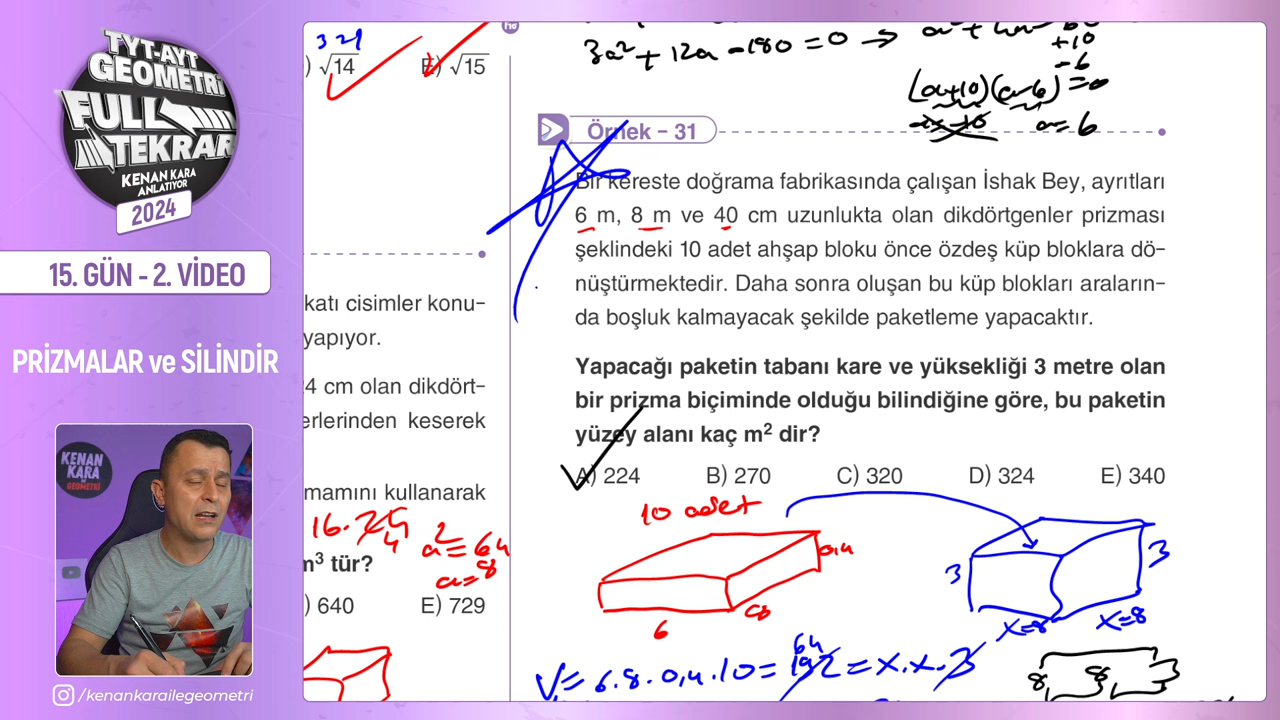 TYT-AYT
GEOMETRİ
FULL
TEKRAR
KENAN KARA
ANLATIYOR
2024
15. GÜN - 2. VİDEO
PRİZMALAR ve SİLİNDİR
KENAN
KARA
GEOMETRİ
/kenankarailegeometri
) √14
E) √15
katı cisimler konu-
yapıyor.
4 cm olan dikdört-
erlerinden keserek
mamını kullanarak
16.
4
a² = 64
a=8
m³ tür?
) 640
E) 729
3a² + 12a - 180 = 0 ⇒
+10
-6
(a+10)(a-6)=0
a=6
Örnek - 31
Bir kereste doğrama fabrikasında çalışan İshak Bey, ayrıtları
6 m, 8 m ve 40 cm uzunlukta olan dikdörtgenler prizması
şeklindeki 10 adet ahşap bloku önce özdeş küp bloklara dö-
nüştürmektedir. Daha sonra oluşan bu küp blokları araların-
da boşluk kalmayacak şekilde paketleme yapacaktır.
Yapacağı paketin tabanı kare ve yüksekliği 3 metre olan
bir prizma biçiminde olduğu bilindiğine göre, bu paketin
yüzey alanı kaç m² dir?
A) 224
B) 270
C) 320
D) 324
E) 340
10 adet
0,4
6
8
3
3
x=8
x=8
64
V= 6.8.0,4.10 = 192 = x.x.3
8
8
3